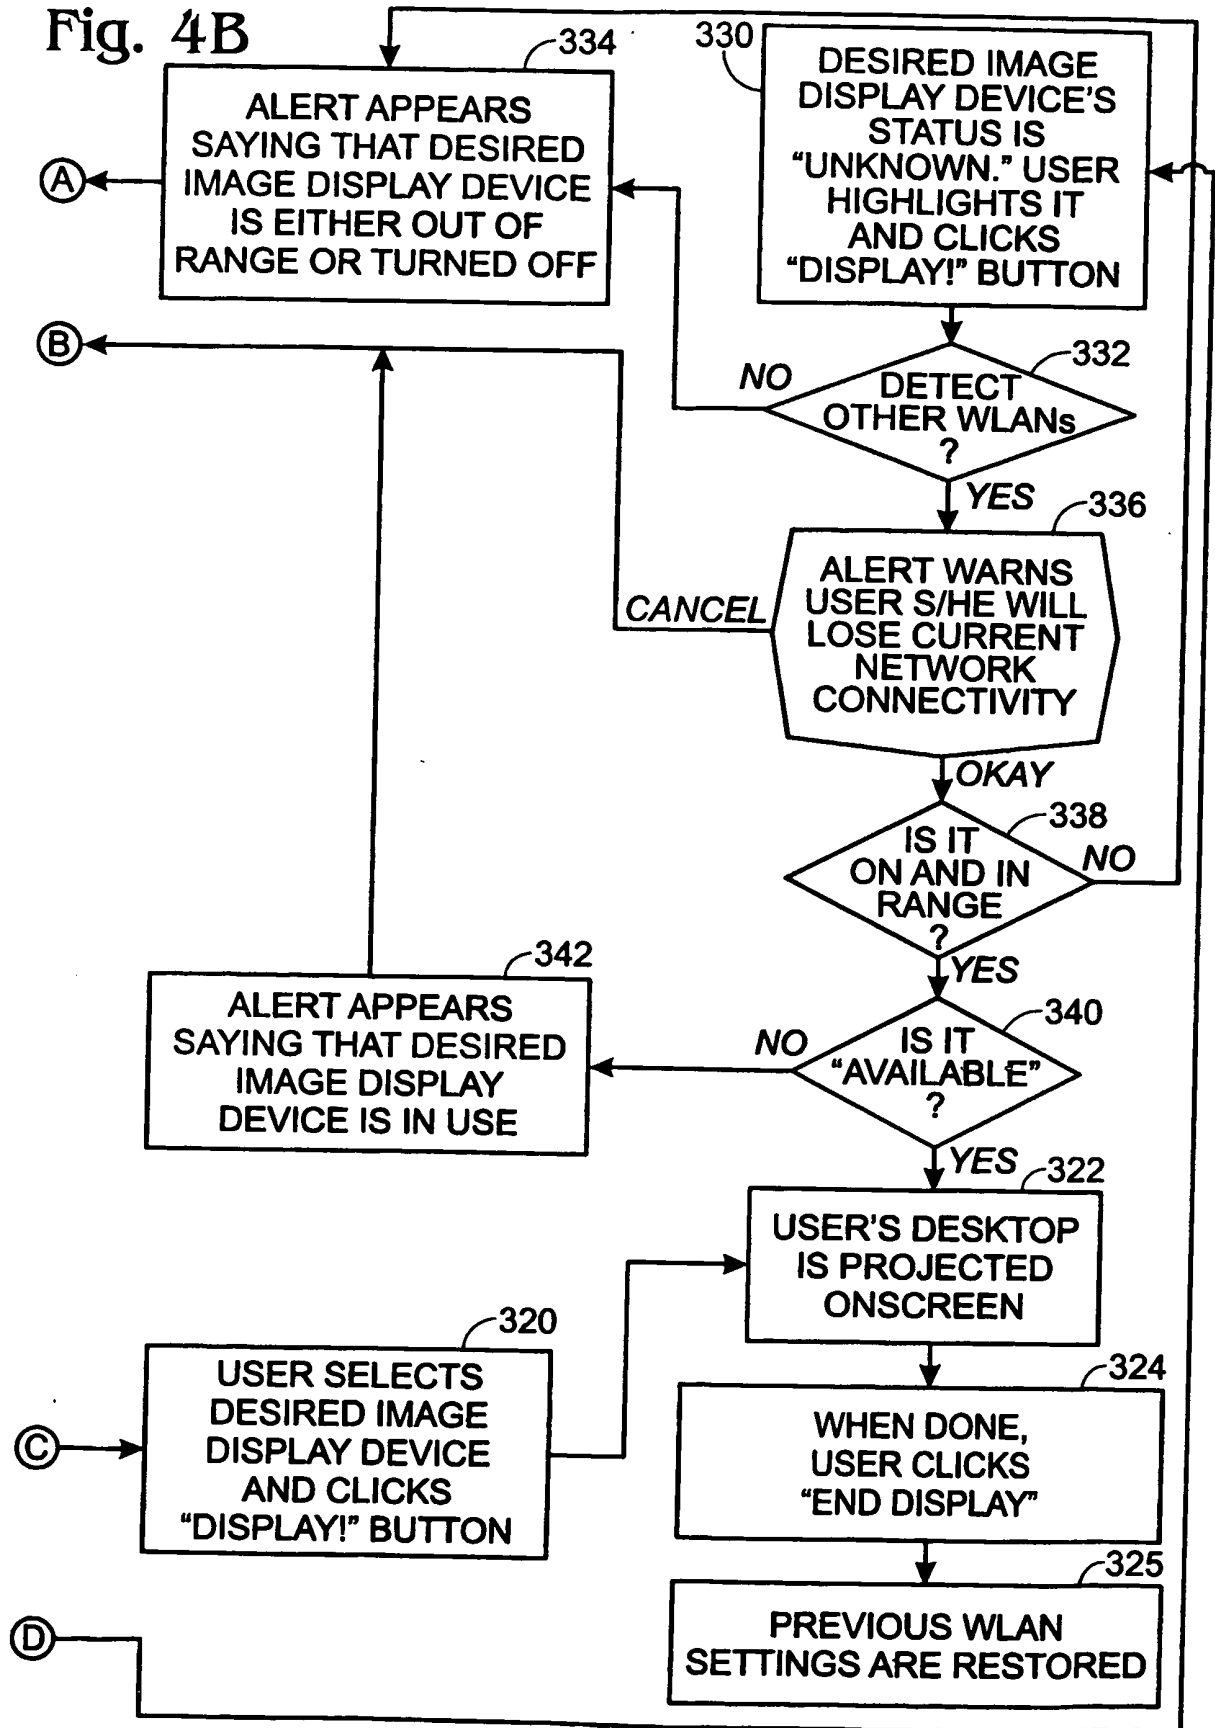 Fig. 4B
334
ALERT APPEARS
SAYING THAT DESIRED
IMAGE DISPLAY DEVICE
IS EITHER OUT OF
RANGE OR TURNED OFF
A
330
DESIRED IMAGE
DISPLAY DEVICE'S
STATUS IS
“UNKNOWN.” USER
HIGHLIGHTS IT
AND CLICKS
“DISPLAY!” BUTTON
B
332
NO
DETECT
OTHER WLANs
?
YES
336
ALERT WARNS
USER S/HE WILL
LOSE CURRENT
NETWORK
CONNECTIVITY
CANCEL
OKAY
338
IS IT
ON AND IN
RANGE
?
NO
YES
342
ALERT APPEARS
SAYING THAT DESIRED
IMAGE DISPLAY
DEVICE IS IN USE
340
NO
IS IT
“AVAILABLE”
?
YES
322
USER'S DESKTOP
IS PROJECTED
ONSCREEN
320
C
USER SELECTS
DESIRED IMAGE
DISPLAY DEVICE
AND CLICKS
“DISPLAY!” BUTTON
324
WHEN DONE,
USER CLICKS
“END DISPLAY”
325
PREVIOUS WLAN
SETTINGS ARE RESTORED
D